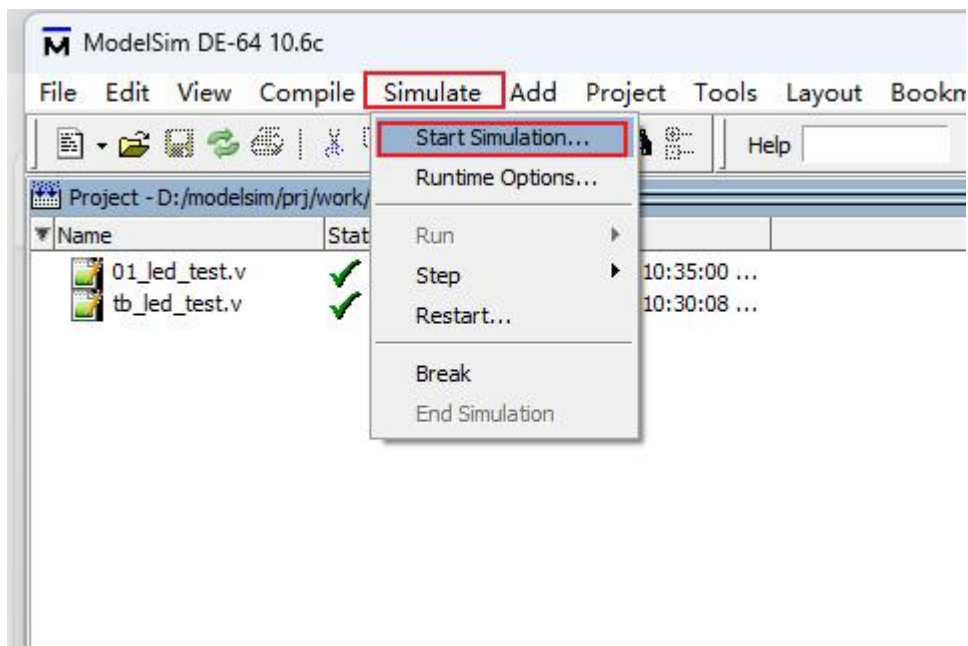 ModelSim DE-64 10.6c
File Edit View Compile Simulate Add Project Tools Layout Bookm
Help
Project - D:/modelsim/prj/work/
Name Stat
01_led_test.v 10:35:00 ...
tb_led_test.v 10:30:08 ...
Start Simulation...
Runtime Options...
Run
Step
Restart...
Break
End Simulation